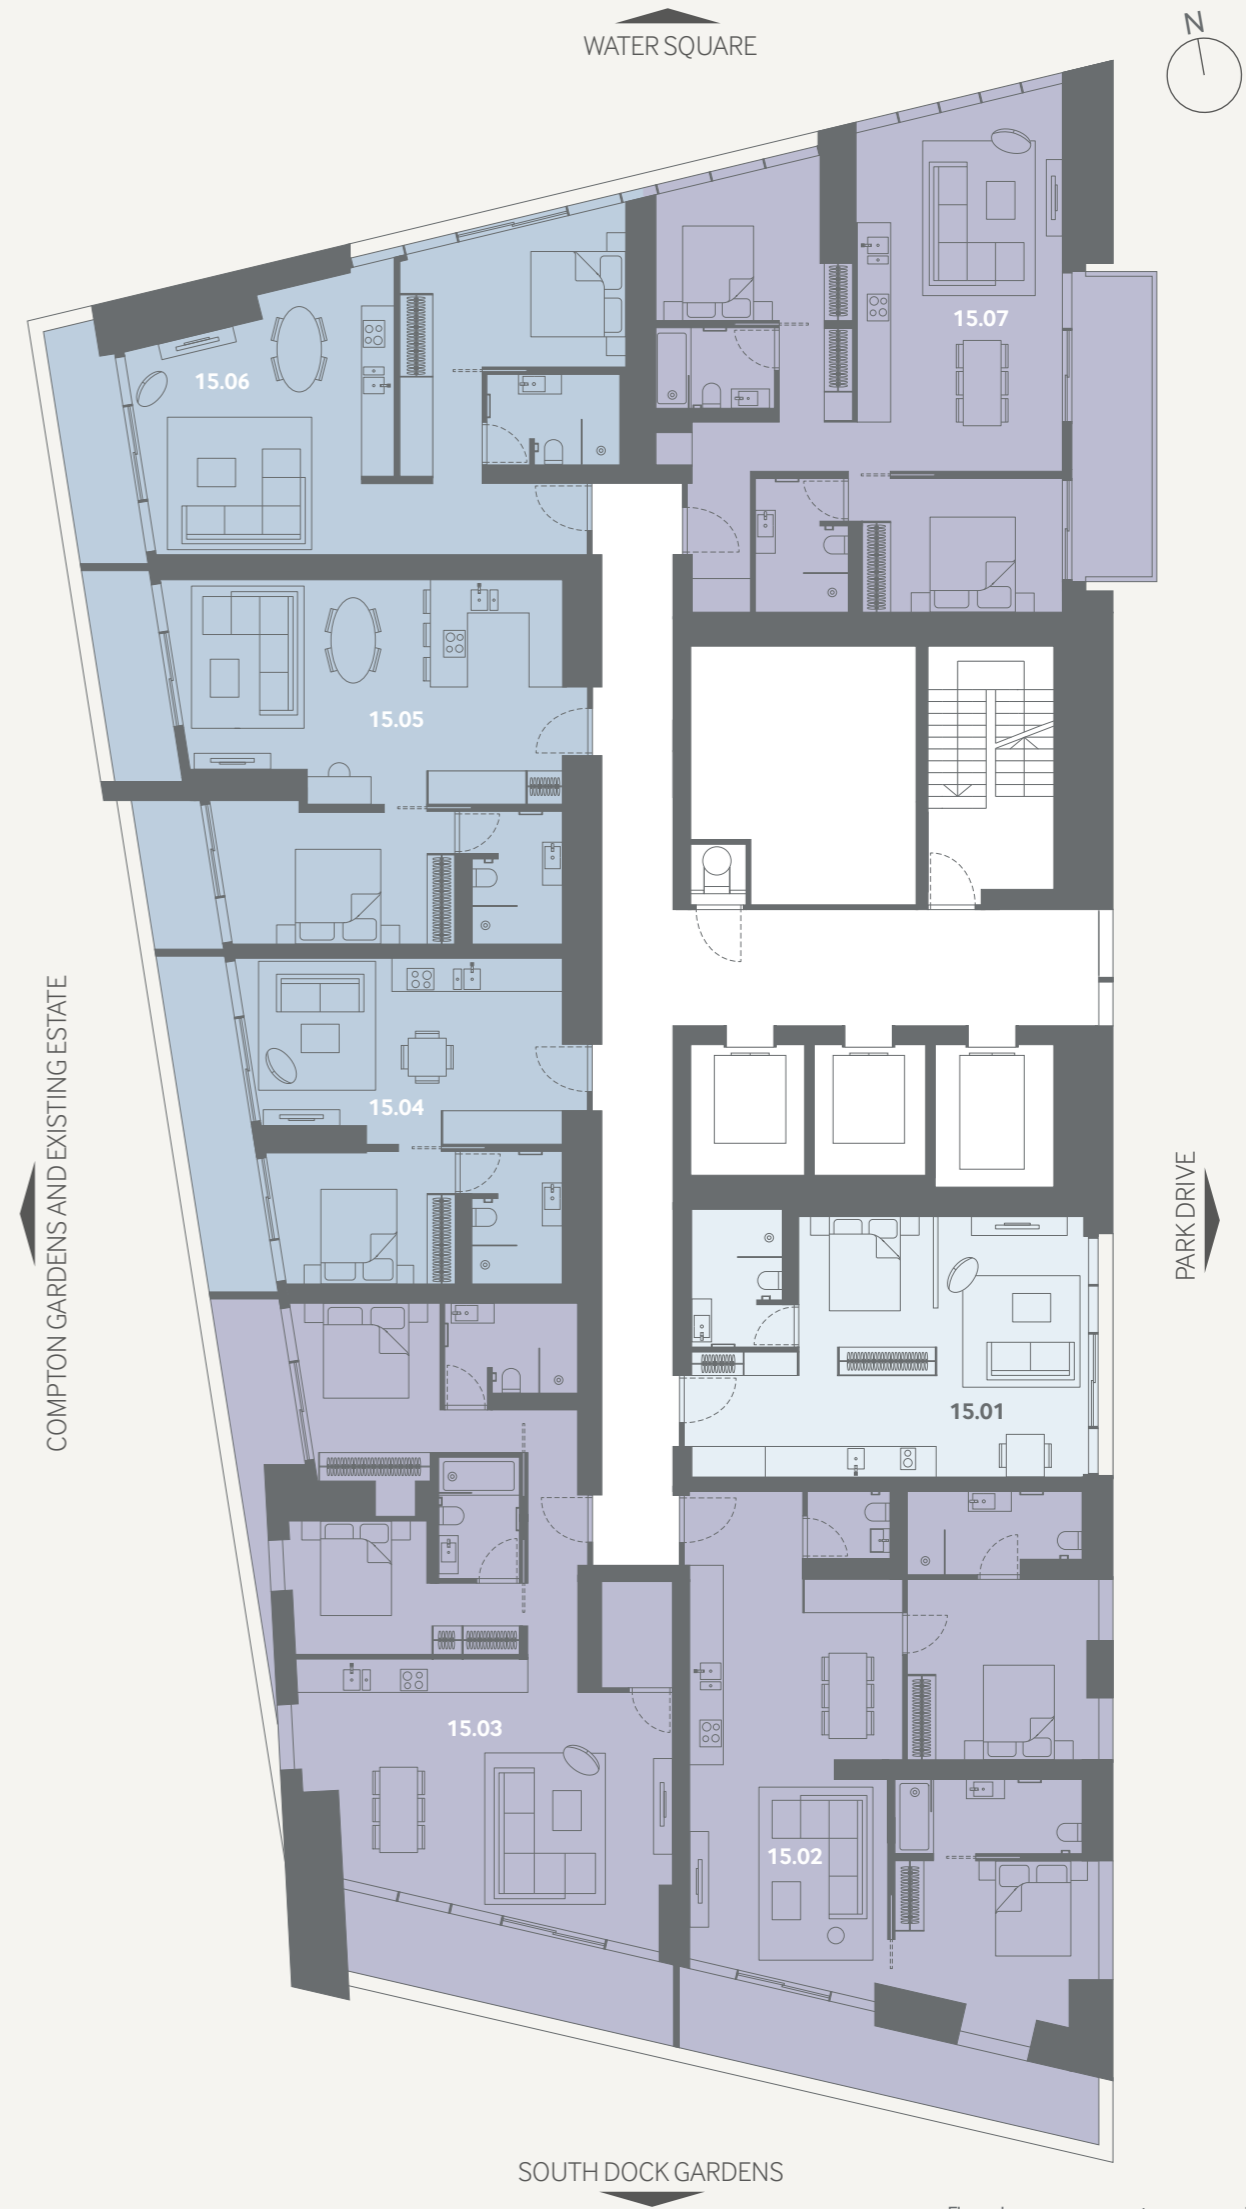 WATER SQUARE
N
15.07
15.06
15.05
COMPTON GARDENS AND EXISTING ESTATE
15.04
PARK DRIVE
15.01
15.03
15.02
SOUTH DOCK GARDENS